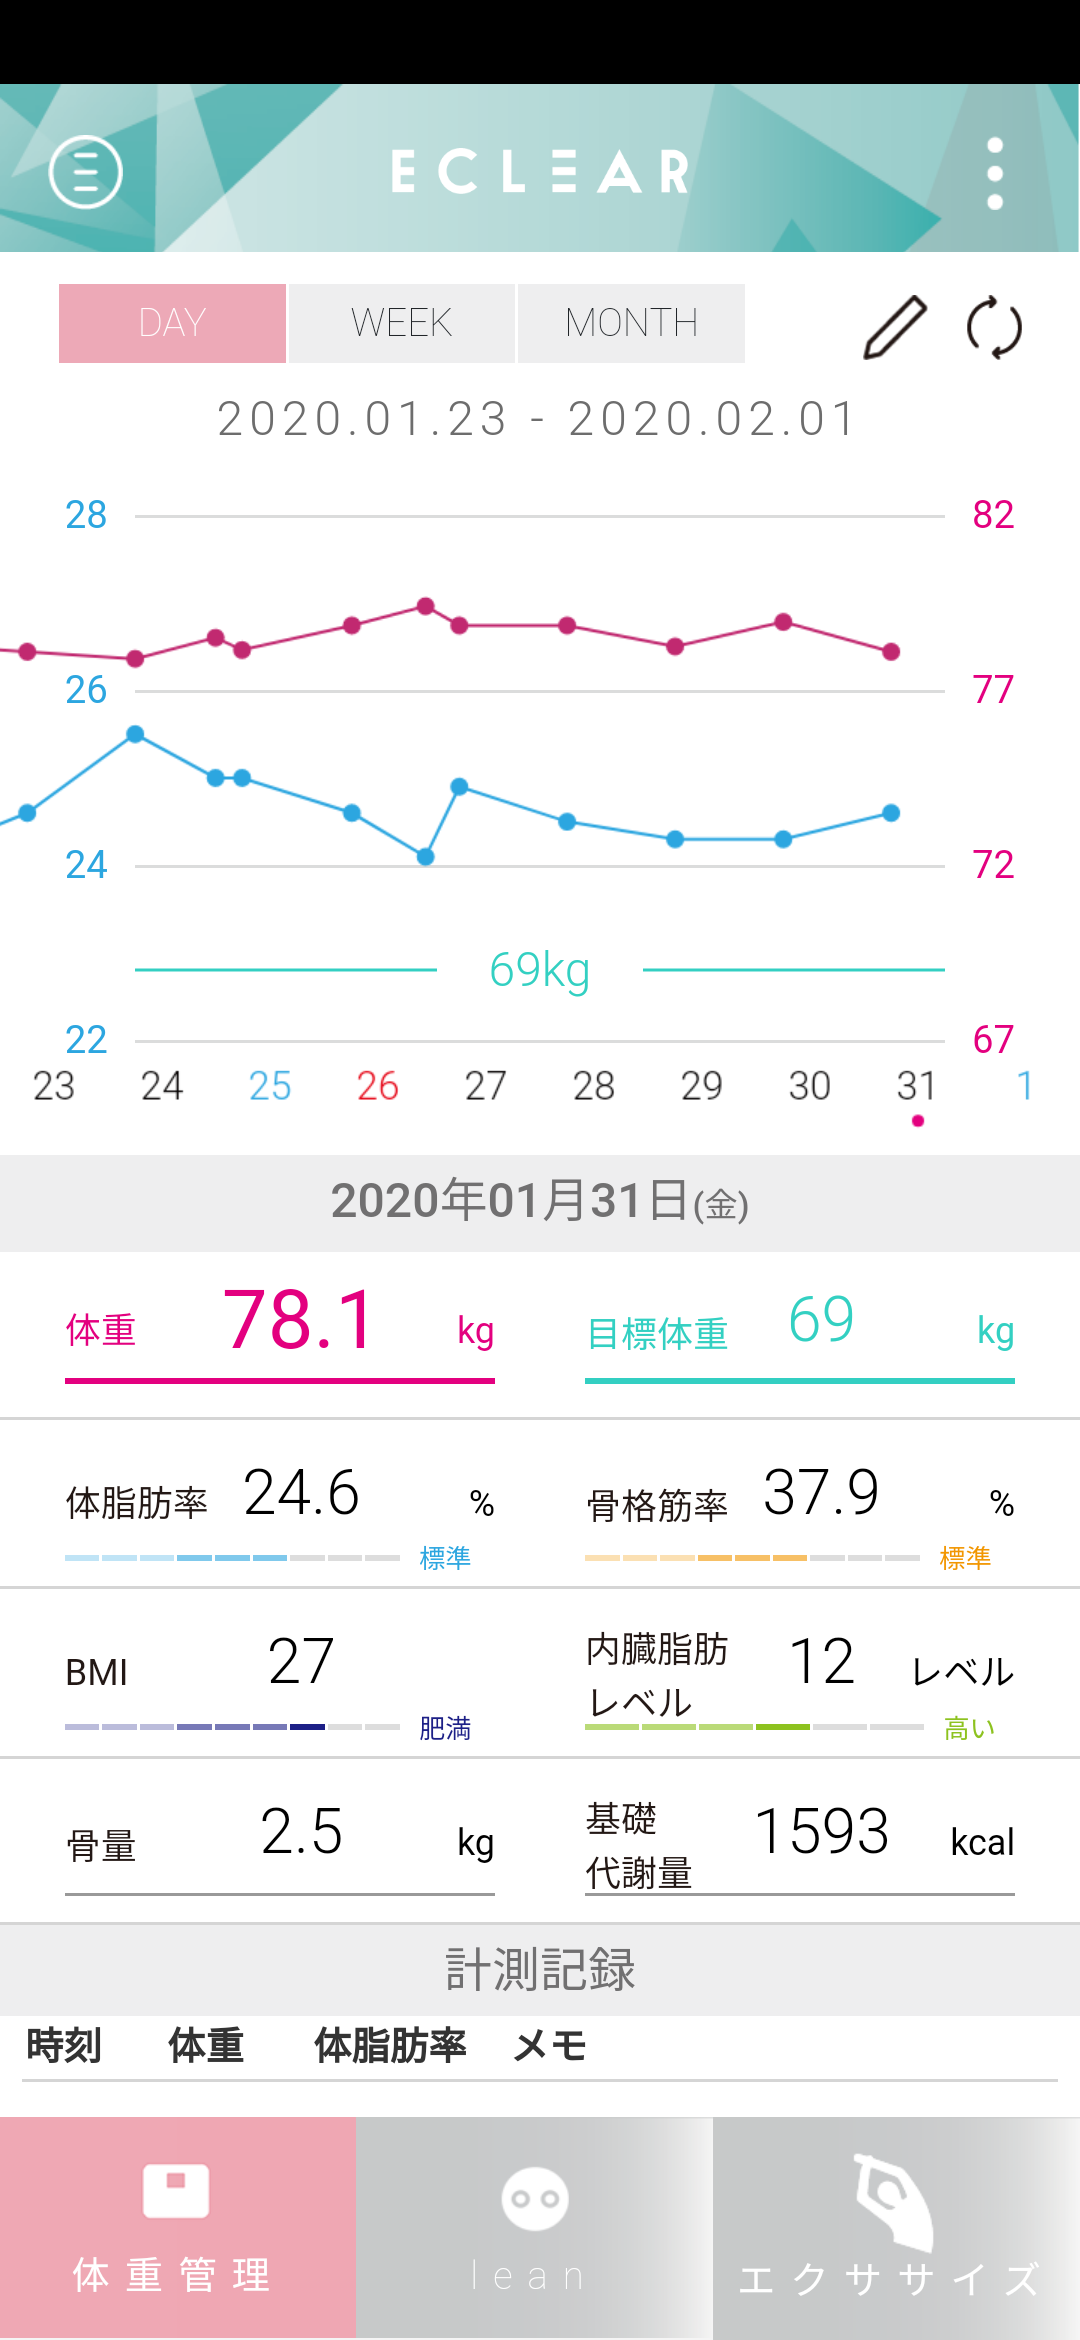 ECLEAR
DAY WEEK MONTH
2020.01.23 - 2020.02.01
28 82
26 77
24 72
69kg
22 67
23 24 25 26 27 28 29 30 31 1
2020年01月31日(金)
体重 78.1 kg 目標体重 69 kg
体脂肪率 24.6 % 骨格筋率 37.9 %
標準 標準
BMI 27 内臓脂肪レベル 12 レベル
肥満 高い
骨量 2.5 kg 基礎代謝量 1593 kcal
計測記録
時刻 体重 体脂肪率 メモ
体重管理 lean エクササイズ